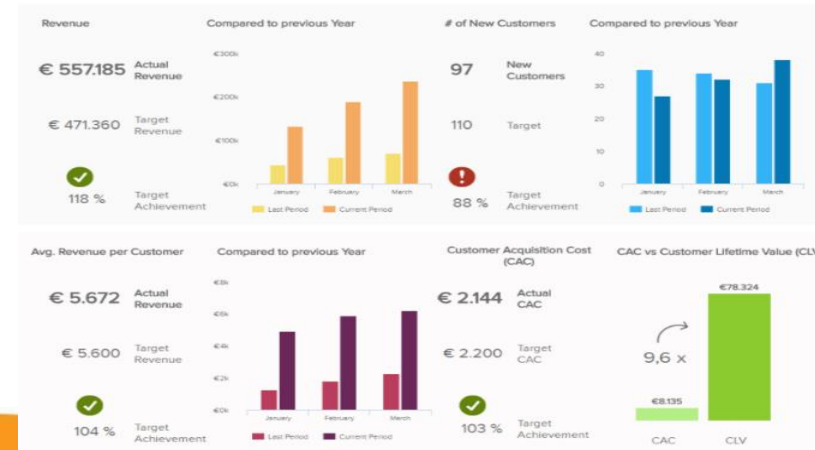 Revenue
Compared to previous Year
# of New Customers
Compared to previous Year
€ 557.185
Actual
Revenue
€ 471.360
Target
Revenue
118 %
Target
Achievement
€300k
€200k
€100k
€0k
January
February
March
Last Period
Current Period
97
New
Customers
110
Target
88 %
Target
Achievement
40
30
20
10
0
January
February
March
Last Period
Current Period
Avg. Revenue per Customer
Compared to previous Year
Customer Acquisition Cost
(CAC)
CAC vs Customer Lifetime Value (CLV
€ 5.672
Actual
Revenue
€ 5.600
Target
Revenue
104 %
Target
Achievement
€8k
€6k
€4k
€2k
€0k
January
February
March
Last Period
Current Period
€ 2.144
Actual
CAC
€ 2.200
Target
CAC
103 %
Target
Achievement
€78.324
9,6 x
€8.135
CAC
CLV